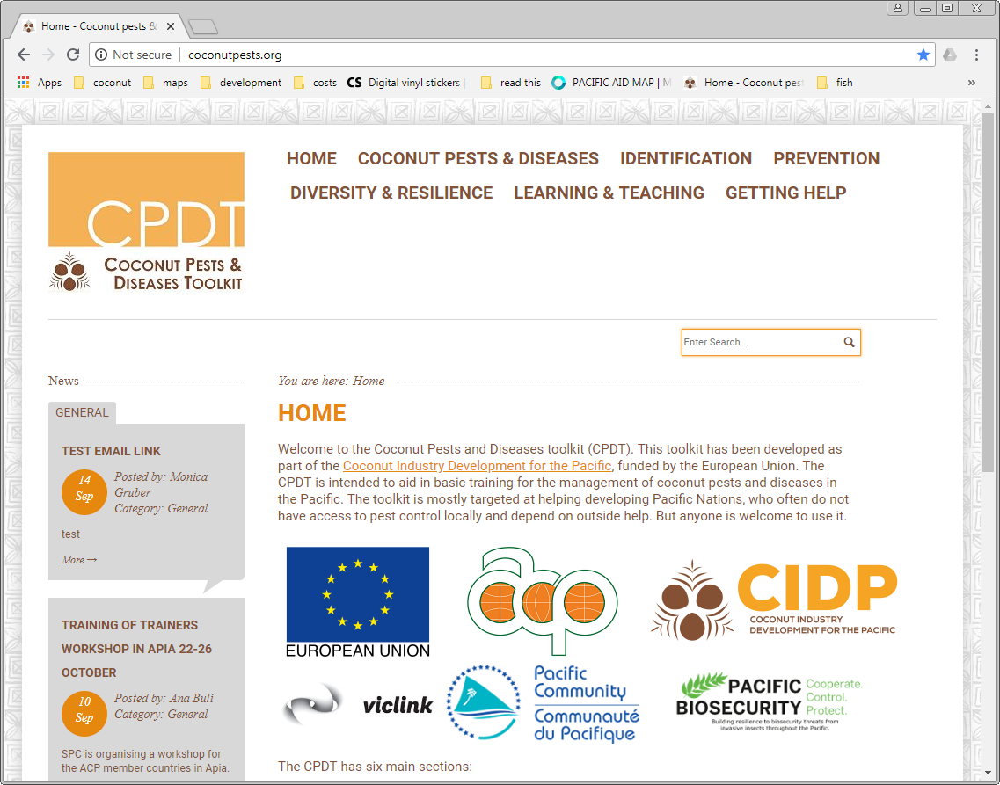 Home - Coconut pests &
Not secure
coconutpests.org
Apps
coconut
maps
development
costs
CS Digital vinyl stickers |
read this
PACIFIC AID MAP | M
Home - Coconut pest
fish
»
HOME COCONUT PESTS & DISEASES IDENTIFICATION PREVENTION
DIVERSITY & RESILIENCE LEARNING & TEACHING GETTING HELP
CPDT
COCONUT PESTS &
DISEASES TOOLKIT
Enter Search...
News
GENERAL
TEST EMAIL LINK
14
Sep
Posted by: Monica
Gruber
Category: General
test
More →
TRAINING OF TRAINERS
WORKSHOP IN APIA 22-26
OCTOBER
10
Sep
Posted by: Ana Buli
Category: General
SPC is organising a workshop for
the ACP member countries in Apia.
You are here: Home
HOME
Welcome to the Coconut Pests and Diseases toolkit (CPDT). This toolkit has been developed as
part of the Coconut Industry Development for the Pacific, funded by the European Union. The
CPDT is intended to aid in basic training for the management of coconut pests and diseases in
the Pacific. The toolkit is mostly targeted at helping developing Pacific Nations, who often do not
have access to pest control locally and depend on outside help. But anyone is welcome to use it.
EUROPEAN UNION
acp
CIDP
COCONUT INDUSTRY
DEVELOPMENT FOR THE PACIFIC
viclink
Pacific
Community
Communauté
du Pacifique
PACIFIC
BIOSECURITY
Cooperate.
Control.
Protect.
Building resilience to biosecurity threats from
invasive insects throughout the Pacific.
The CPDT has six main sections: